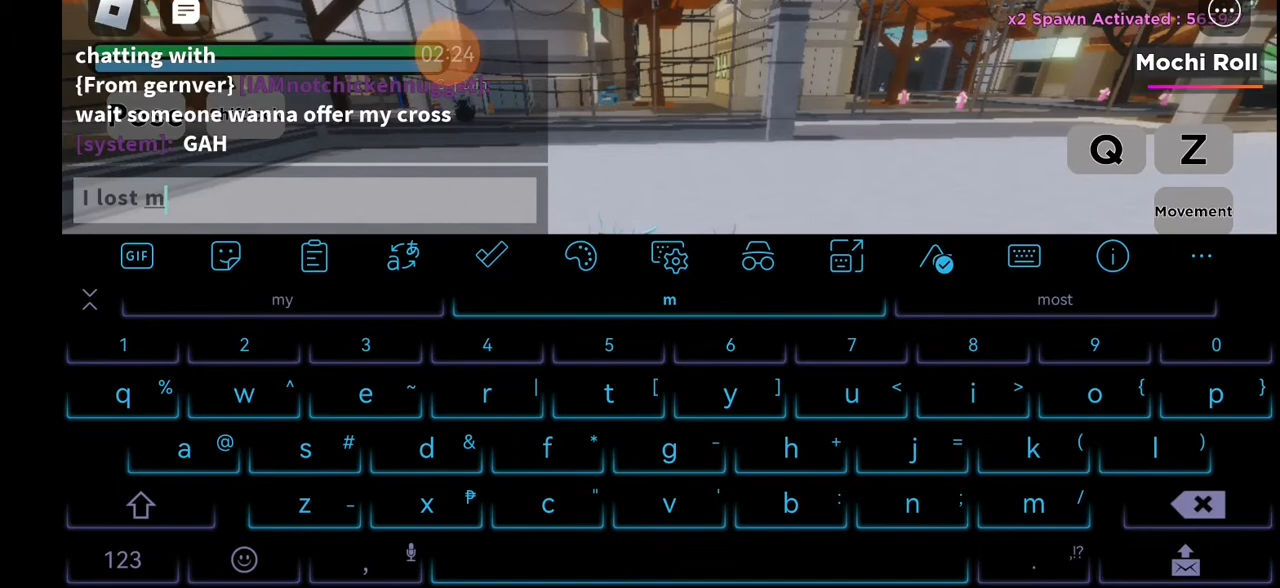 x2 Spawn Activated :
chatting with
02:24
{From gernver}
Mochi Roll
wait someone wanna offer my cross
[system]: GAH
Q Z
I lost m
Movement
GIF
my m most
1 2 3 4 5 6 7 8 9 0
q % w ^ e ~ r | t [ y ] u < i > o { p }
a @ s # d & f * g - h + j = k ( l )
z _ x ₱ c " v ' b : n ; m /
123 , . ,!?